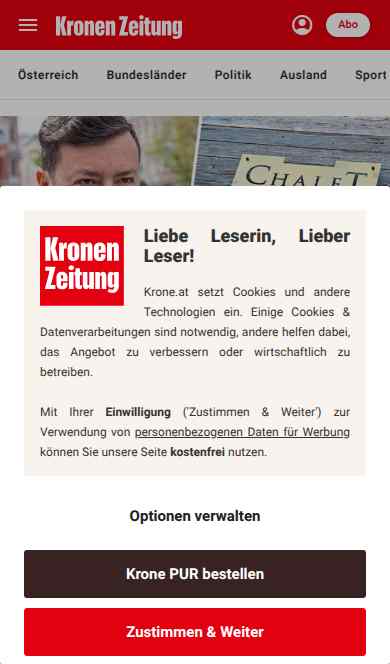 Kronen Zeitung
Abo
Österreich Bundesländer Politik Ausland Sport
CHALET
Kronen
Zeitung
Liebe Leserin, Lieber
Leser!
Krone.at setzt Cookies und andere
Technologien ein. Einige Cookies &
Datenverarbeitungen sind notwendig, andere helfen dabei,
das Angebot zu verbessern oder wirtschaftlich zu
betreiben.
Mit Ihrer Einwilligung ('Zustimmen & Weiter') zur
Verwendung von personenbezogenen Daten für Werbung
können Sie unsere Seite kostenfrei nutzen.
Optionen verwalten
Krone PUR bestellen
Zustimmen & Weiter